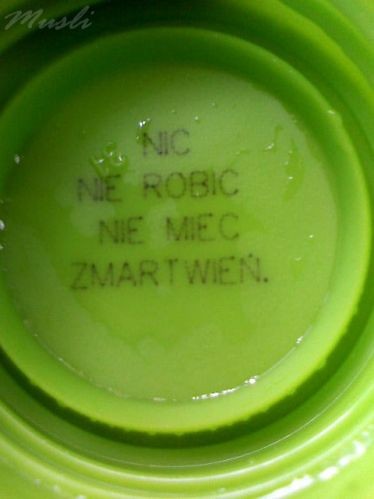 Musli
NIC
NIE ROBIC
NIE MIEC
ZMARTWIEŃ.